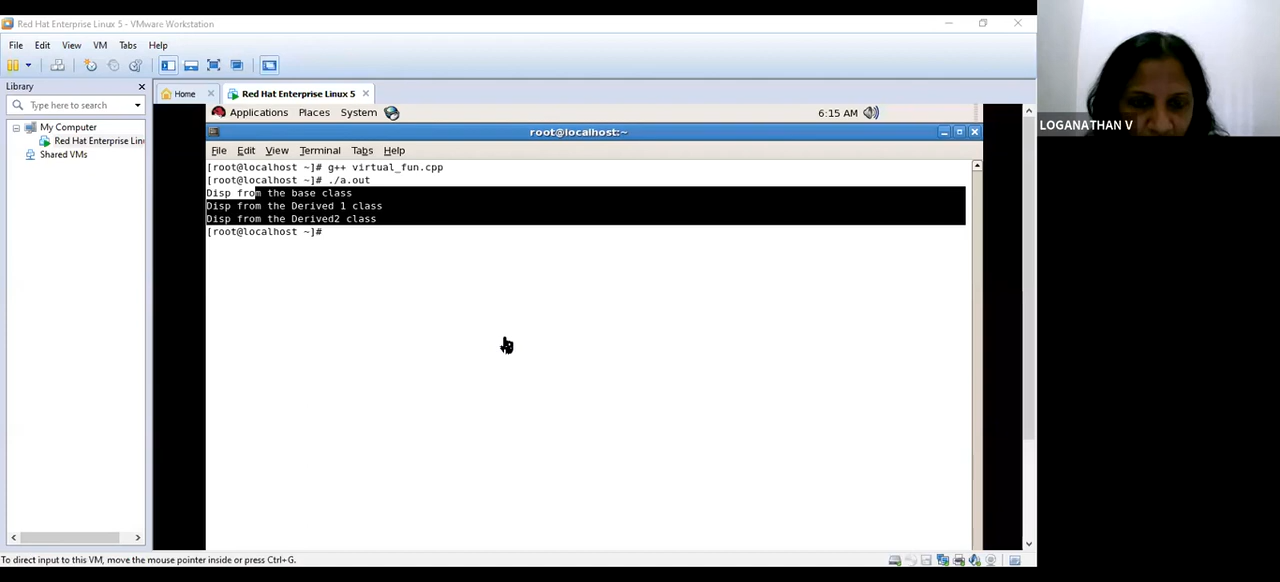 Red Hat Enterprise Linux 5 - VMware Workstation
File Edit View VM Tabs Help
Library
Type here to search
My Computer
Red Hat Enterprise Lin
Shared VMs
Home
Red Hat Enterprise Linux 5
Applications Places System
6:15 AM
root@localhost:~
File Edit View Terminal Tabs Help
[root@localhost ~]# g++ virtual_fun.cpp
[root@localhost ~]# ./a.out
Disp from the base class
Disp from the Derived 1 class
Disp from the Derived2 class
[root@localhost ~]#
LOGANATHAN V
To direct input to this VM, move the mouse pointer inside or press Ctrl+G.